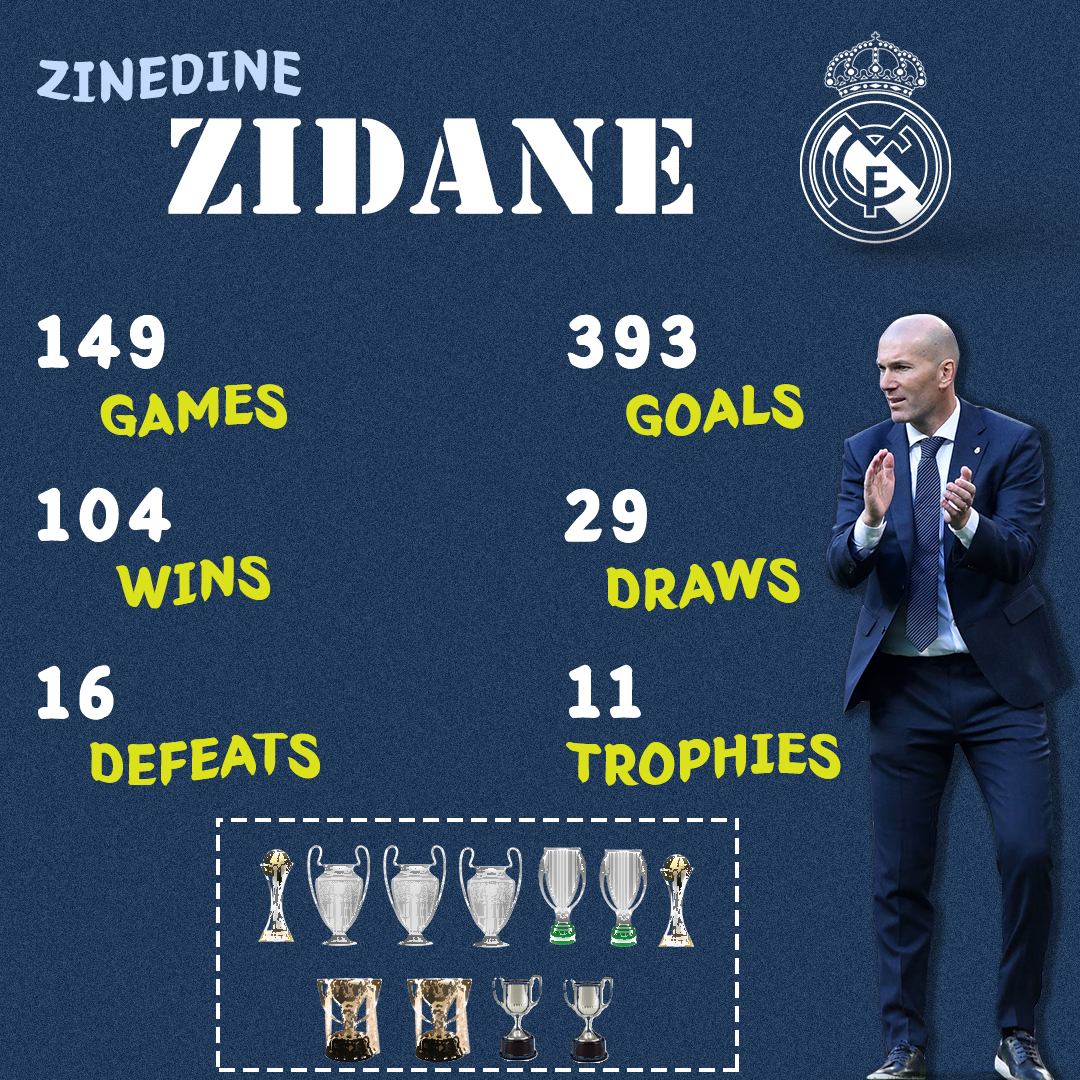 ZINEDINE
ZIDANE
149
GAMES
393
GOALS
104
WINS
29
DRAWS
16
DEFEATS
11
TROPHIES